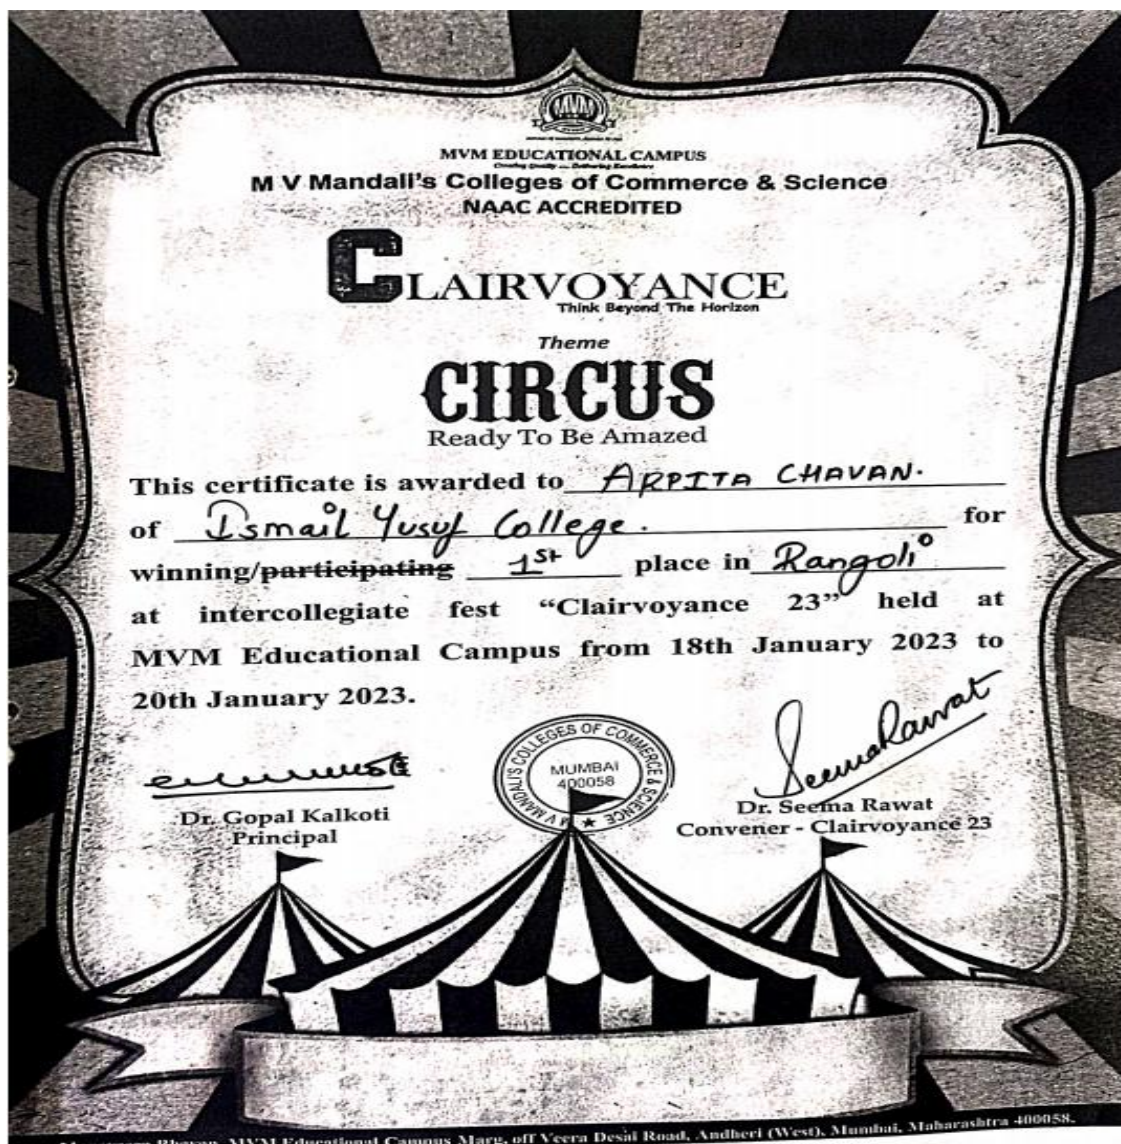 MVM
MVM EDUCATIONAL CAMPUS
M V Mandali's Colleges of Commerce & Science
NAAC ACCREDITED
CLAIRVOYANCE
Think Beyond The Horizon
Theme
CIRCUS
Ready To Be Amazed
This certificate is awarded to ARPITA CHAVAN.
of Ismail Yusuf College. for
winning/participating 1st place in Rangoli
at intercollegiate fest “Clairvoyance 23” held at
MVM Educational Campus from 18th January 2023 to
20th January 2023.
M V MANDALI'S COLLEGES OF COMMERCE & SCIENCE
MUMBAI
400058
Seema Rawat
Dr. Gopal Kalkoti
Principal
Dr. Seema Rawat
Convener - Clairvoyance 23
Bhavan, MVM Educational Campus Marg, off Veera Desai Road, Andheri (West), Mumbai, Maharashtra 400058.